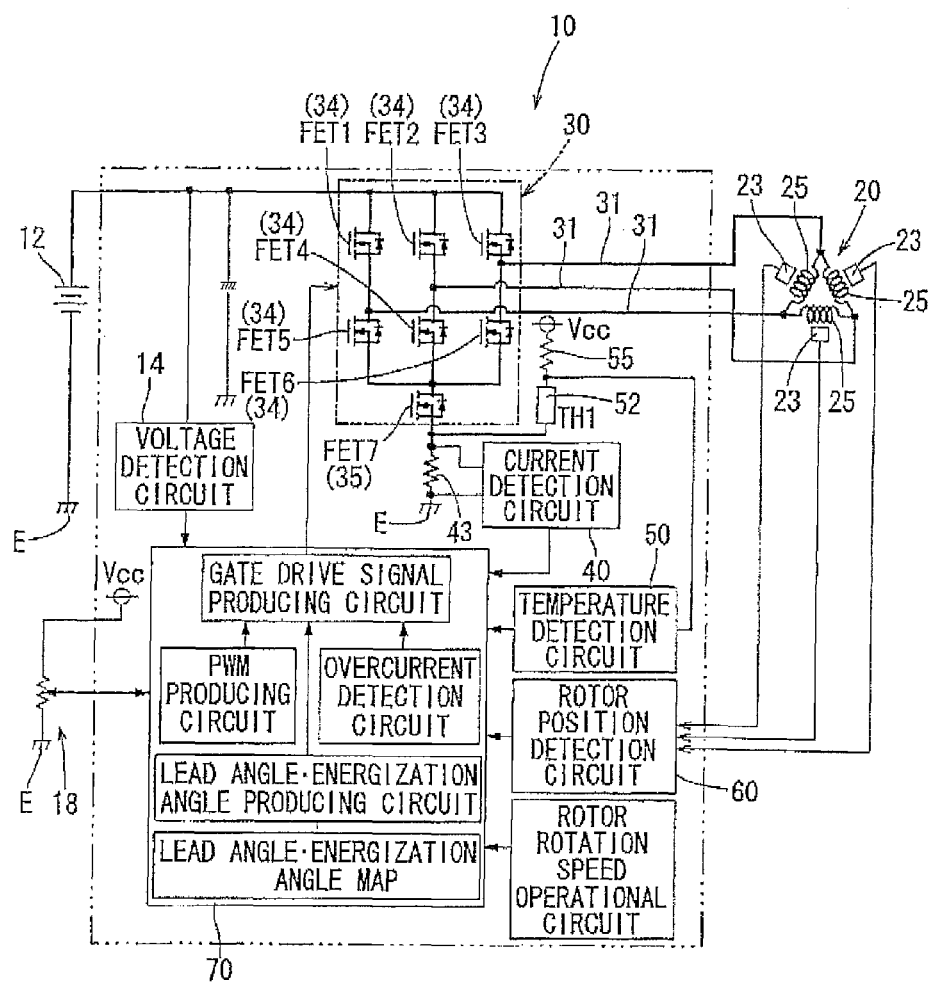 10
(34) (34) (34)
FET1 FET2 FET3
30
12
(34)
FET4
31
31
31
23
25
20
23
25
(34)
FET5
Vcc
55
23
25
14
FET6
(34)
52
TH1
VOLTAGE
DETECTION
CIRCUIT
FET7
(35)
E
43
CURRENT
DETECTION
CIRCUIT
40
50
E
Vcc
GATE DRIVE SIGNAL
PRODUCING CIRCUIT
TEMPERATURE
DETECTION
CIRCUIT
PWM
PRODUCING
CIRCUIT
OVERCURRENT
DETECTION
CIRCUIT
ROTOR
POSITION
DETECTION
CIRCUIT
60
E
18
LEAD ANGLE·ENERGIZATION
ANGLE PRODUCING CIRCUIT
LEAD ANGLE·ENERGIZATION
ANGLE MAP
ROTOR
ROTATION
SPEED
OPERATIONAL
CIRCUIT
70